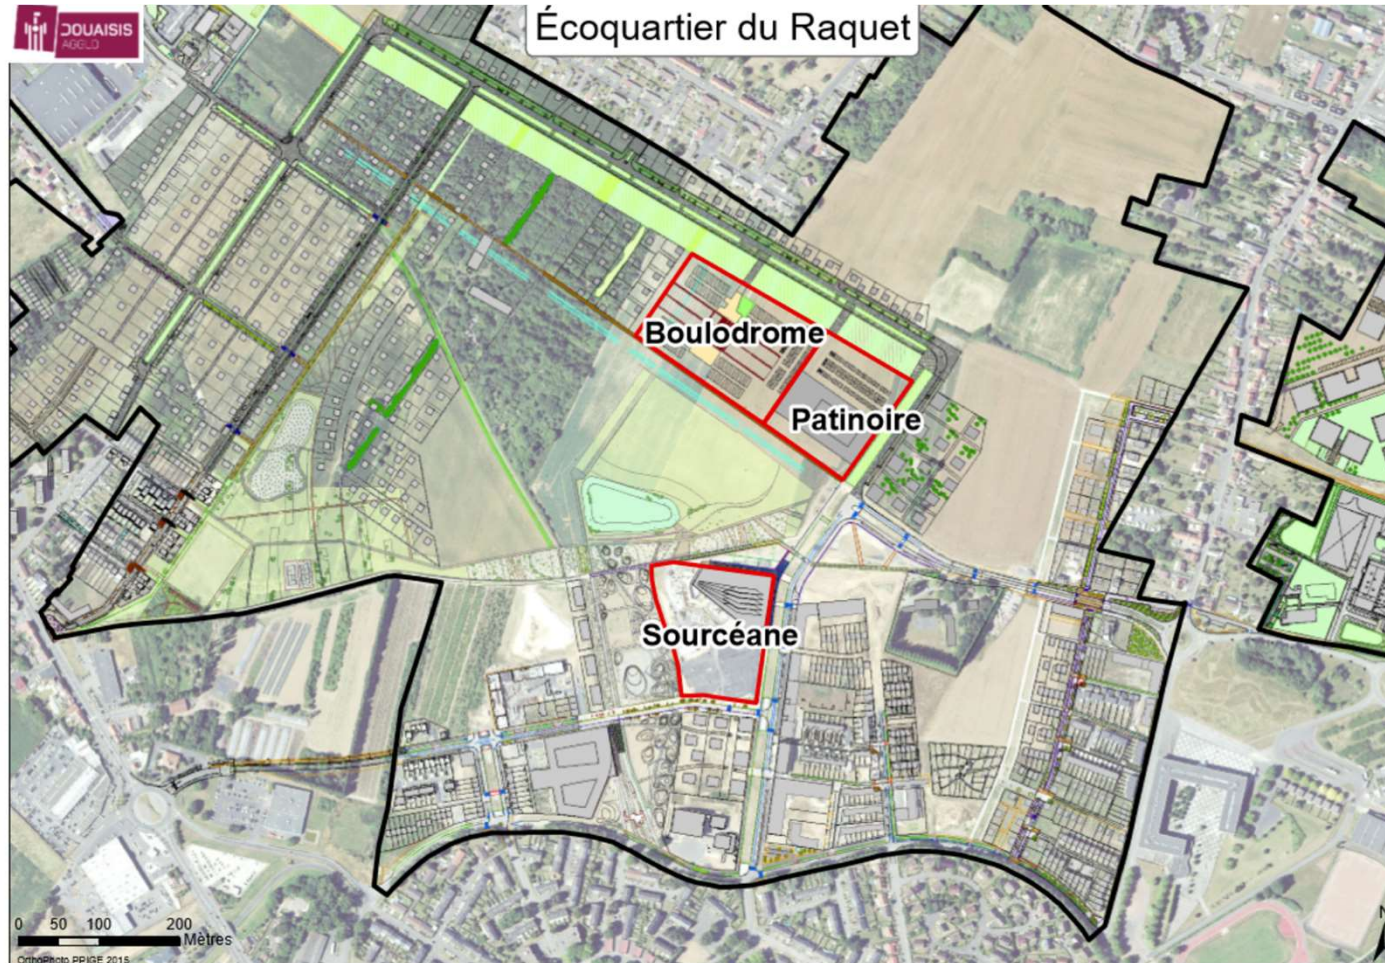 DOUAISIS
AGGLO
Écoquartier du Raquet
Boulodrome
Patinoire
Sourcéane
0 50 100 200
Mètres
OrthoPhoto PPIGE 2015
N